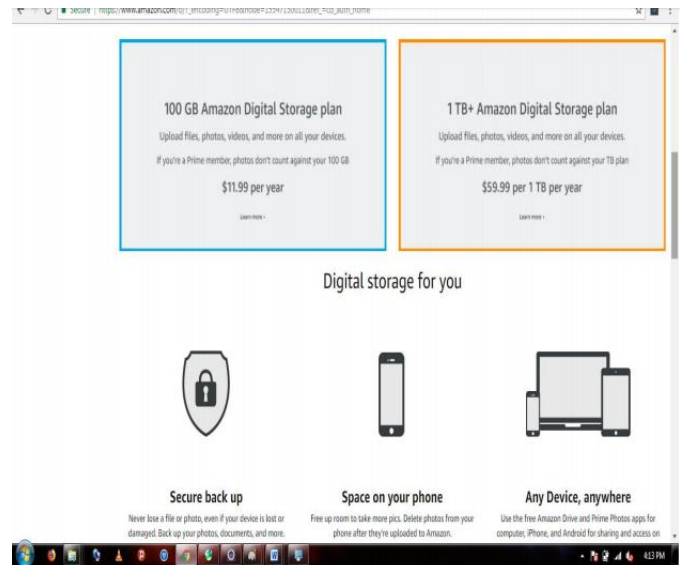 Secure
100 GB Amazon Digital Storage plan
Upload files, photos, videos, and more on all your devices.
If you're a Prime member, photos don't count against your 100 GB
$11.99 per year
Learn more ›
1 TB+ Amazon Digital Storage plan
Upload files, photos, videos, and more on all your devices.
If you're a Prime member, photos don't count against your TB plan
$59.99 per 1 TB per year
Learn more ›
Digital storage for you
Secure back up
Never lose a file or photo, even if your device is lost or
damaged. Back up your photos, documents, and more.
Space on your phone
Free up room to take more pics. Delete photos from your
phone after they're uploaded to Amazon.
Any Device, anywhere
Use the free Amazon Drive and Prime Photos apps for
computer, iPhone, and Android for sharing and access on
4:13 PM